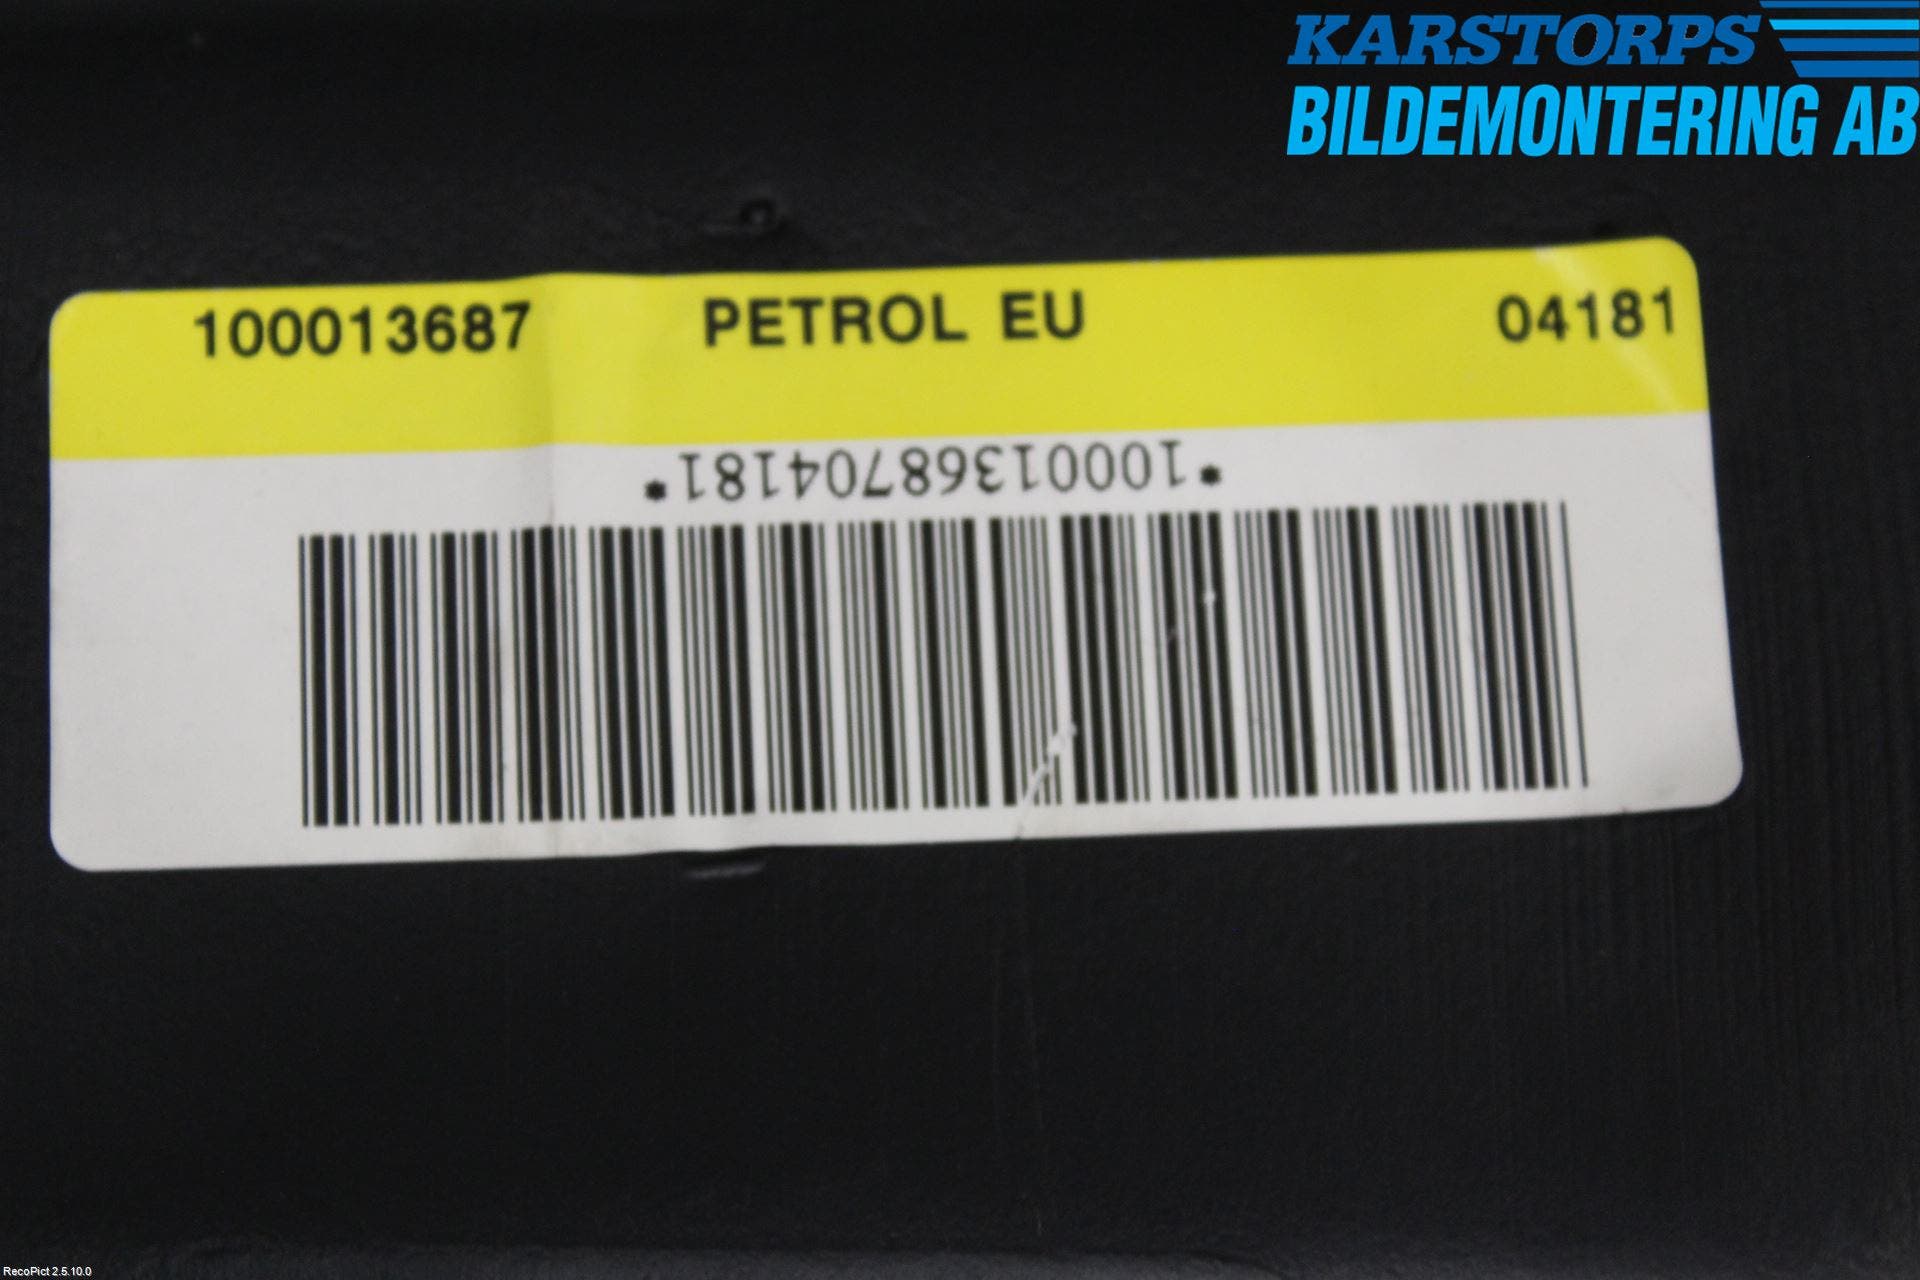 KARSTORPS
BILDEMONTERING AB
100013687 PETROL EU 04181
*10001368704181*
RecoPict 2.5.10.0